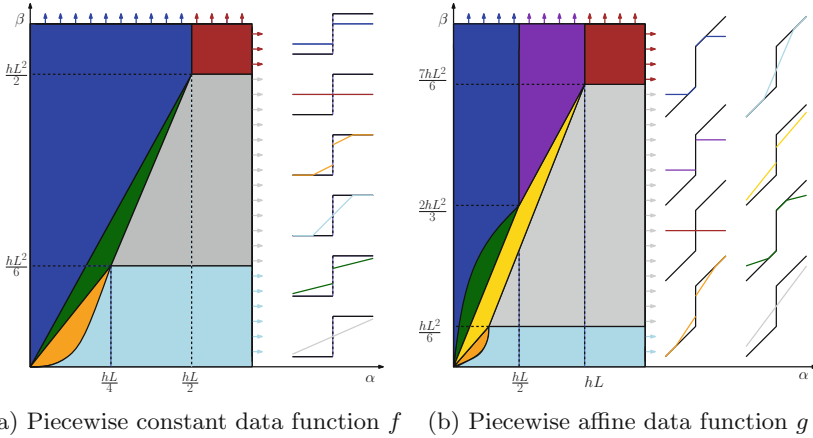 β
hL²/2
hL²/6
hL/4
hL/2
α
β
7hL²/6
2hL²/3
hL²/6
hL/2
hL
α
a) Piecewise constant data function f
(b) Piecewise affine data function g